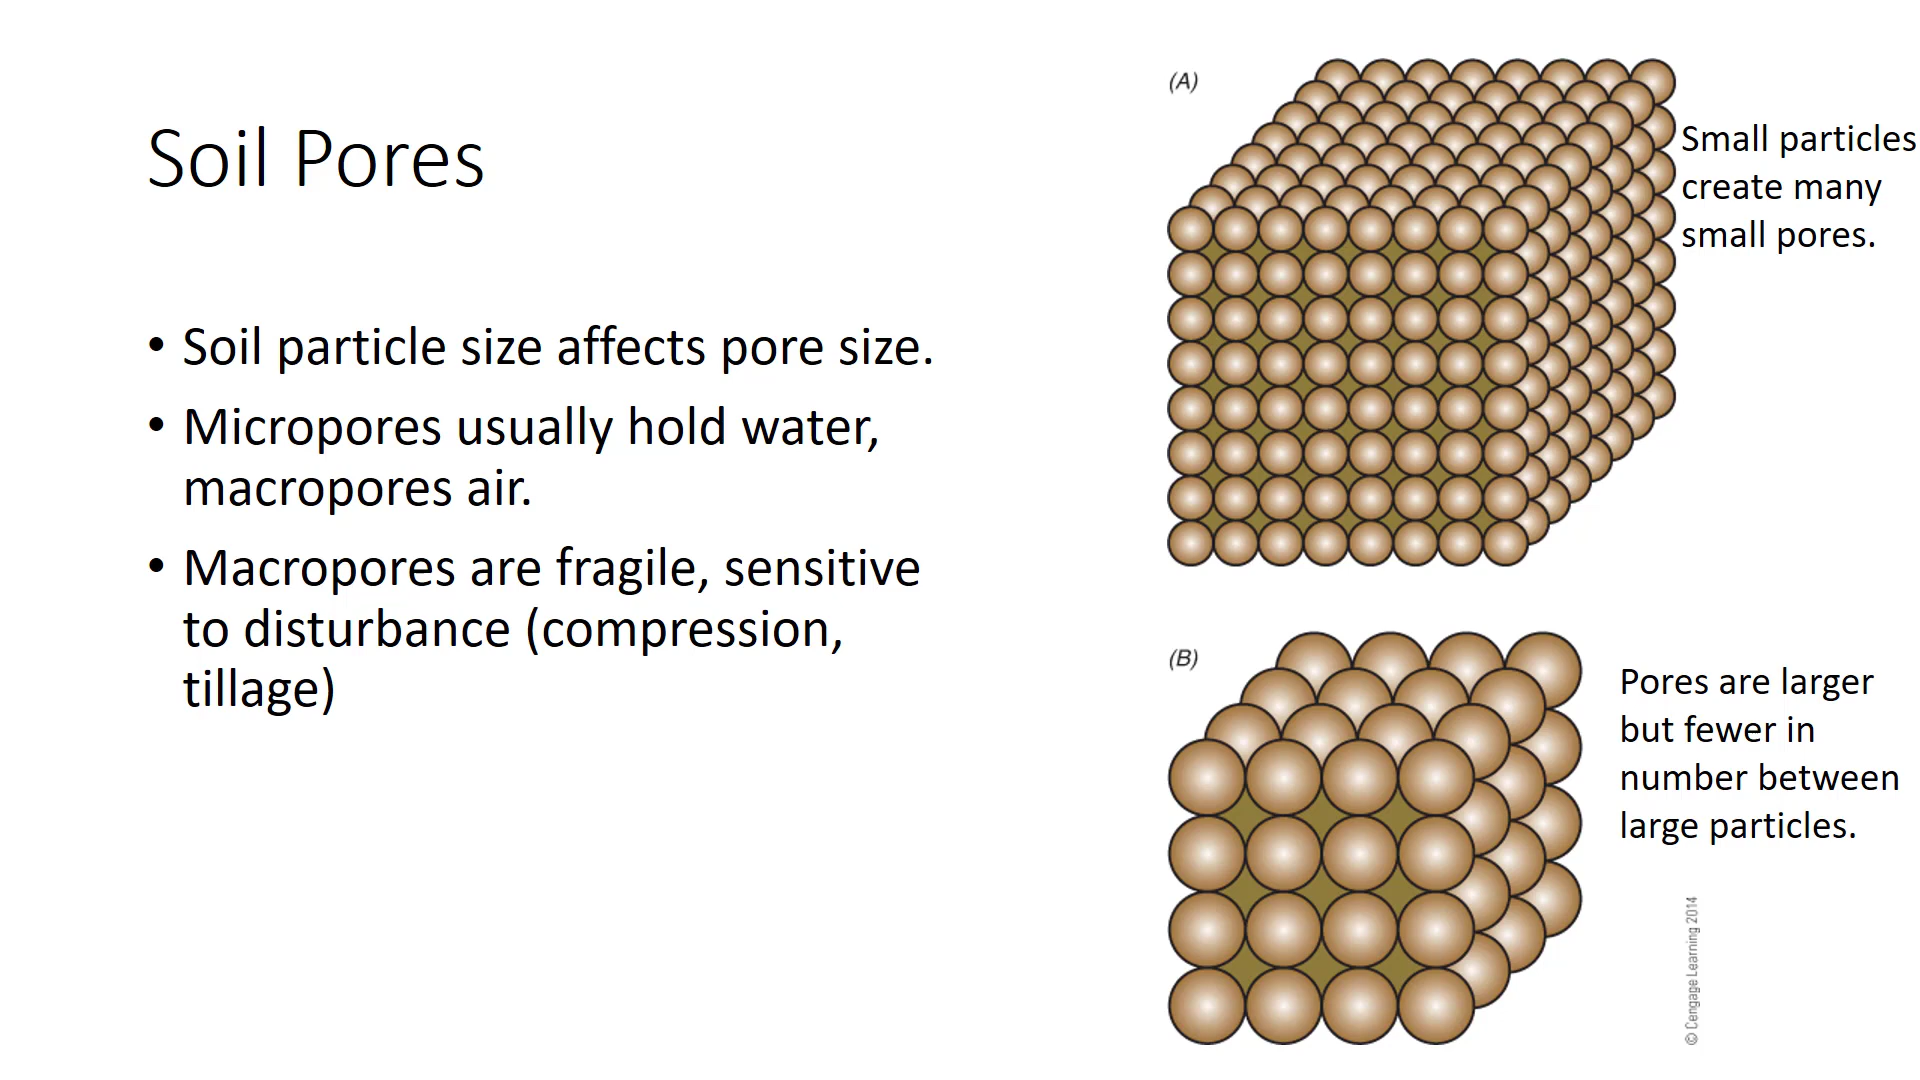 Soil Pores
• Soil particle size affects pore size.
• Micropores usually hold water,
macropores air.
• Macropores are fragile, sensitive
to disturbance (compression,
tillage)
(A)
Small particles
create many
small pores.
(B)
Pores are larger
but fewer in
number between
large particles.
© Cengage Learning 2014